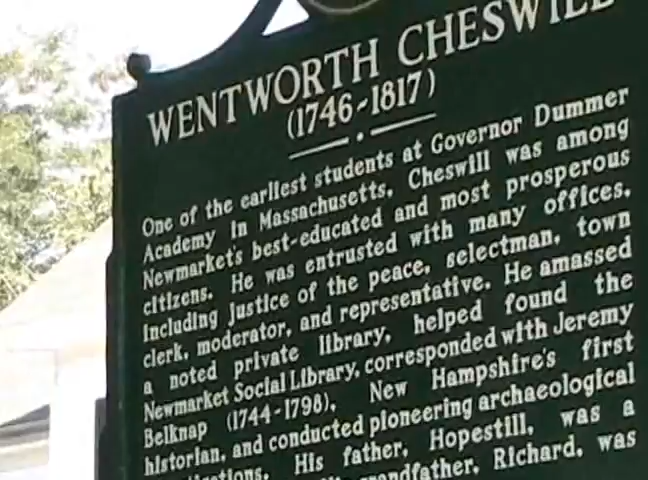 WENTWORTH CHESWILL
(1746-1817)
One of the earliest students at Governor Dummer
Academy in Massachusetts, Cheswill was among
Newmarket's best-educated and most prosperous
citizens. He was entrusted with many offices,
including justice of the peace, selectman, town
clerk, moderator, and representative. He amassed
a noted private library, helped found the
Newmarket Social Library, corresponded with Jeremy
Belknap (1744-1798), New Hampshire's first
historian, and conducted pioneering archaeological
His father, Hopestill, was a
grandfather, Richard, was